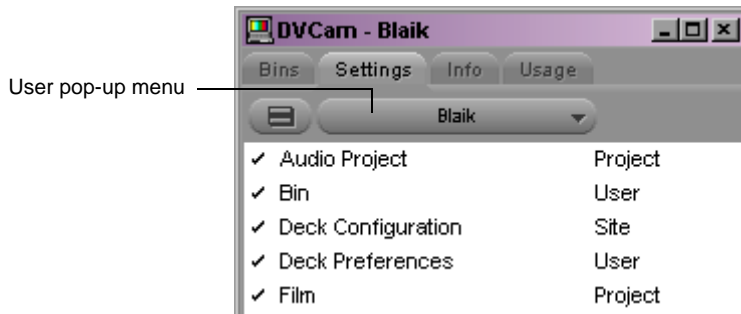 DVCam - Blaik
Bins Settings Info Usage
User pop-up menu
Blaik
Audio Project Project
Bin User
Deck Configuration Site
Deck Preferences User
Film Project